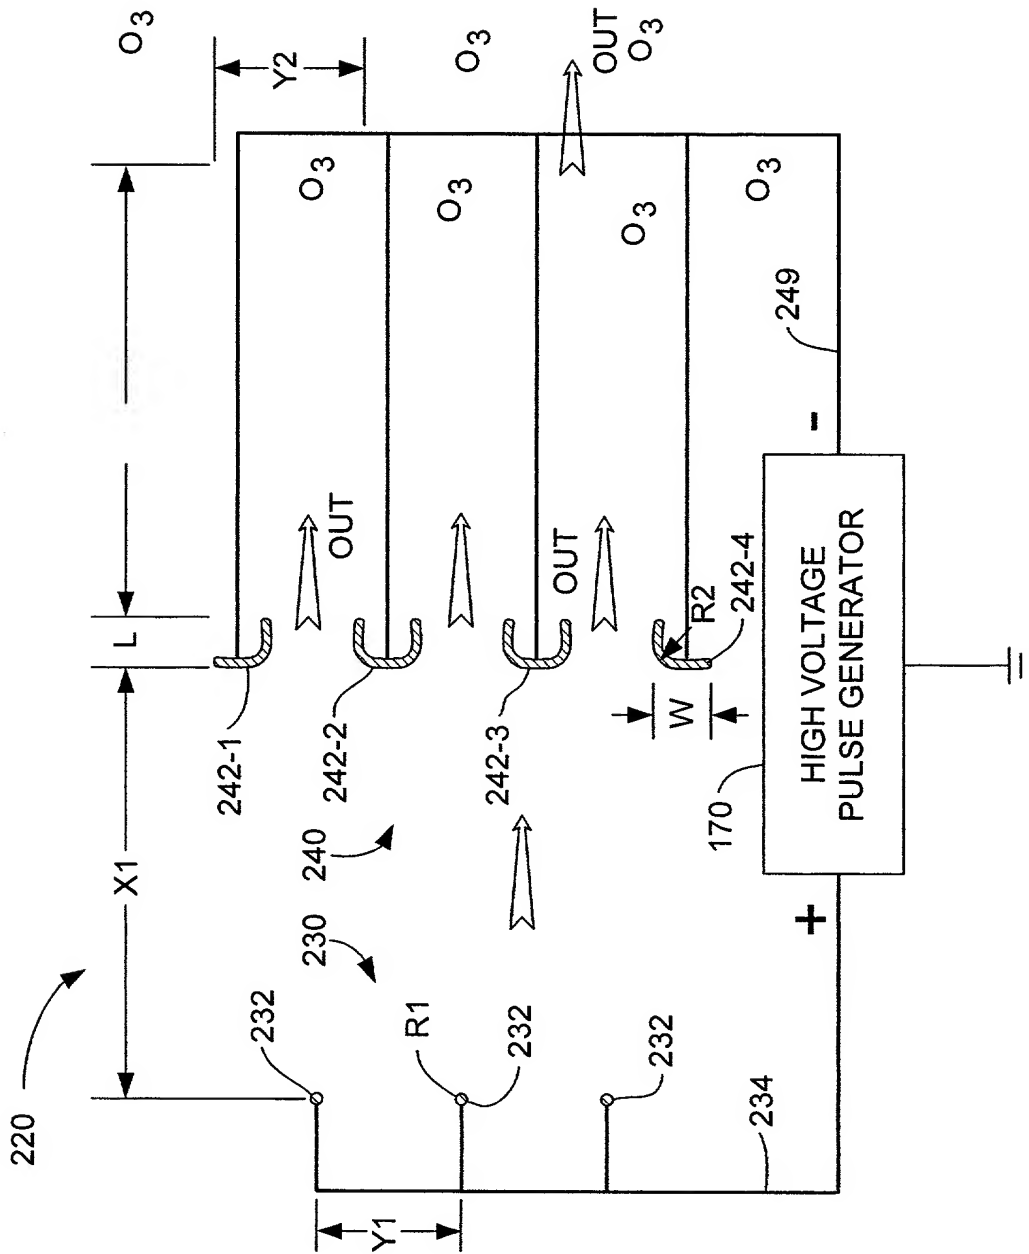 220
X1
L
Y2
O3
O3
OUT
O3
O3
O3
O3
O3
OUT
OUT
242-1
242-2
242-3
242-4
R2
W
240
230
232
R1
232
232
Y1
234
249
170
+
-
HIGH VOLTAGE
PULSE GENERATOR